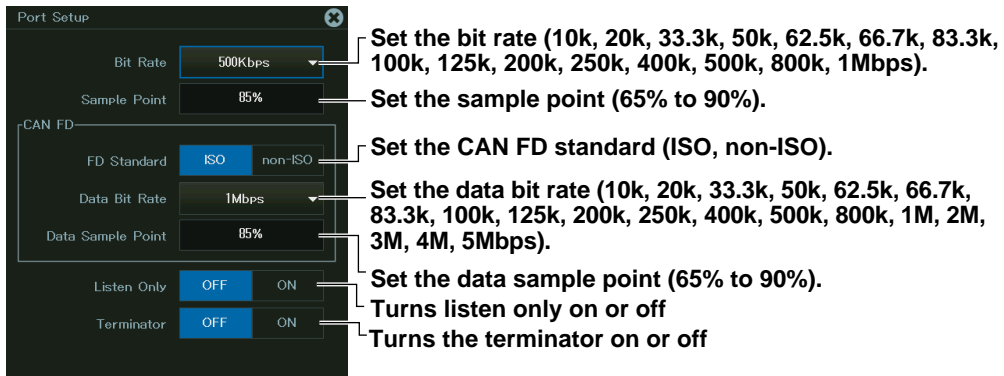 Port Setup
Bit Rate 500Kbps
Set the bit rate (10k, 20k, 33.3k, 50k, 62.5k, 66.7k, 83.3k,
100k, 125k, 200k, 250k, 400k, 500k, 800k, 1Mbps).
Sample Point 85%
Set the sample point (65% to 90%).
CAN FD
FD Standard ISO non-ISO
Set the CAN FD standard (ISO, non-ISO).
Data Bit Rate 1Mbps
Set the data bit rate (10k, 20k, 33.3k, 50k, 62.5k, 66.7k,
83.3k, 100k, 125k, 200k, 250k, 400k, 500k, 800k, 1M, 2M,
3M, 4M, 5Mbps).
Data Sample Point 85%
Set the data sample point (65% to 90%).
Listen Only OFF ON
Turns listen only on or off
Terminator OFF ON
Turns the terminator on or off